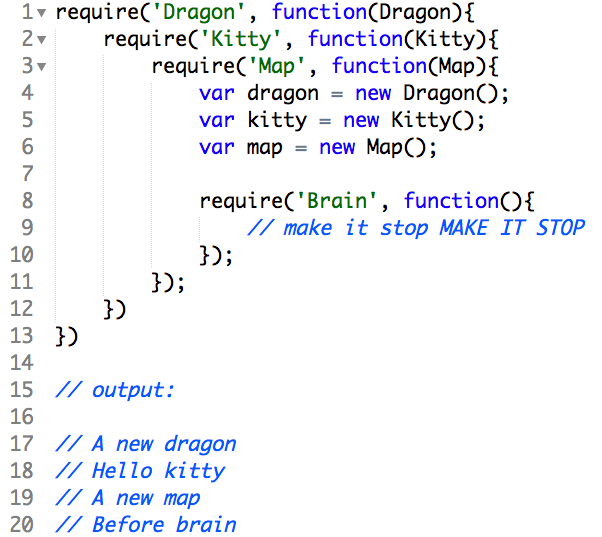 1 require('Dragon', function(Dragon){
2     require('Kitty', function(Kitty){
3         require('Map', function(Map){
4             var dragon = new Dragon();
5             var kitty = new Kitty();
6             var map = new Map();
7
8             require('Brain', function(){
9                 // make it stop MAKE IT STOP
10             });
11         });
12     })
13 })
14
15 // output:
16
17 // A new dragon
18 // Hello kitty
19 // A new map
20 // Before brain